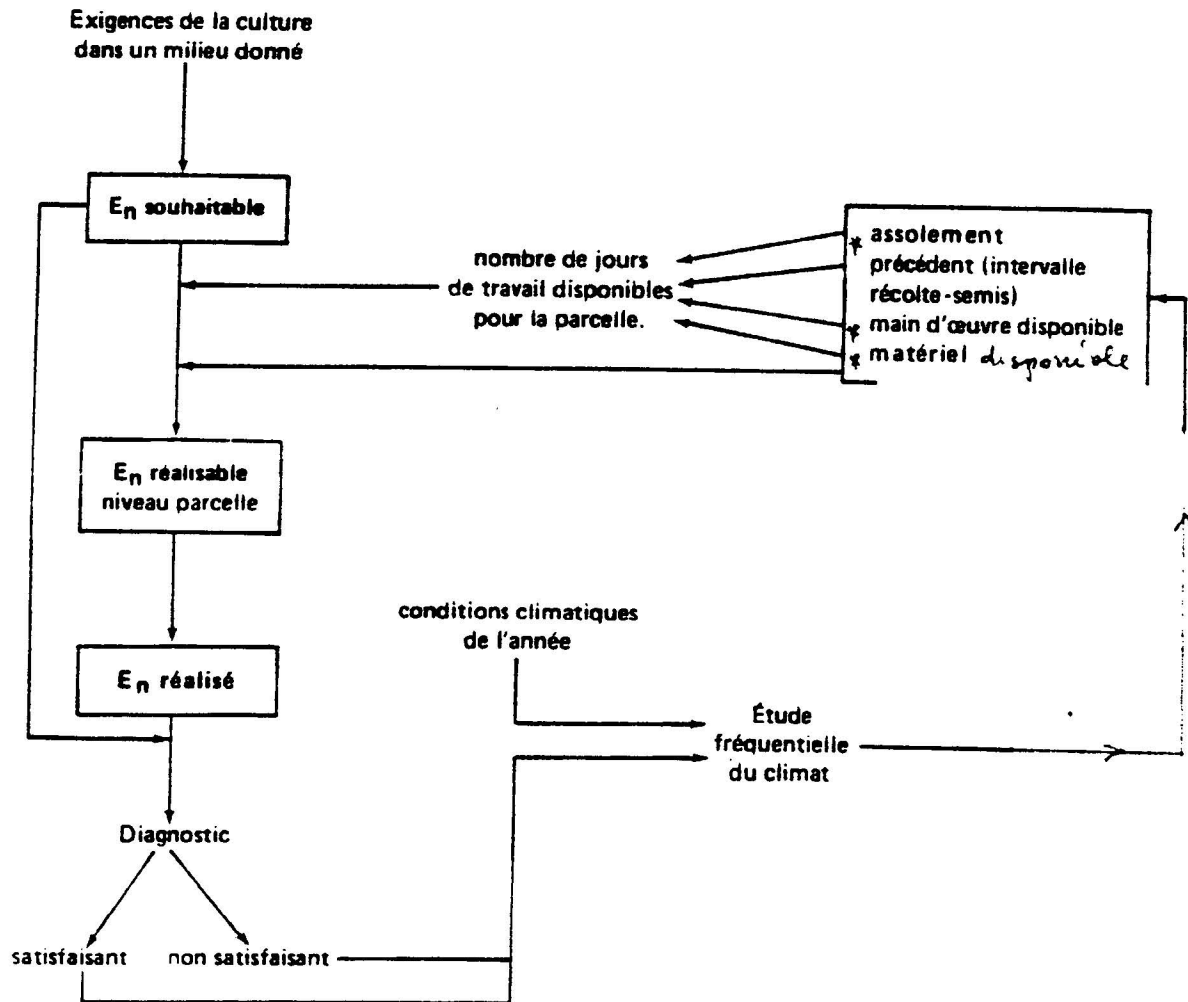 Exigences de la culture
dans un milieu donné
En souhaitable
nombre de jours
de travail disponibles
pour la parcelle.
* assolement
précédent (intervalle
récolte-semis)
* main d'œuvre disponible
* matériel disponible
En réalisable
niveau parcelle
conditions climatiques
de l'année
En réalisé
Étude
fréquentielle
du climat
Diagnostic
satisfaisant
non satisfaisant